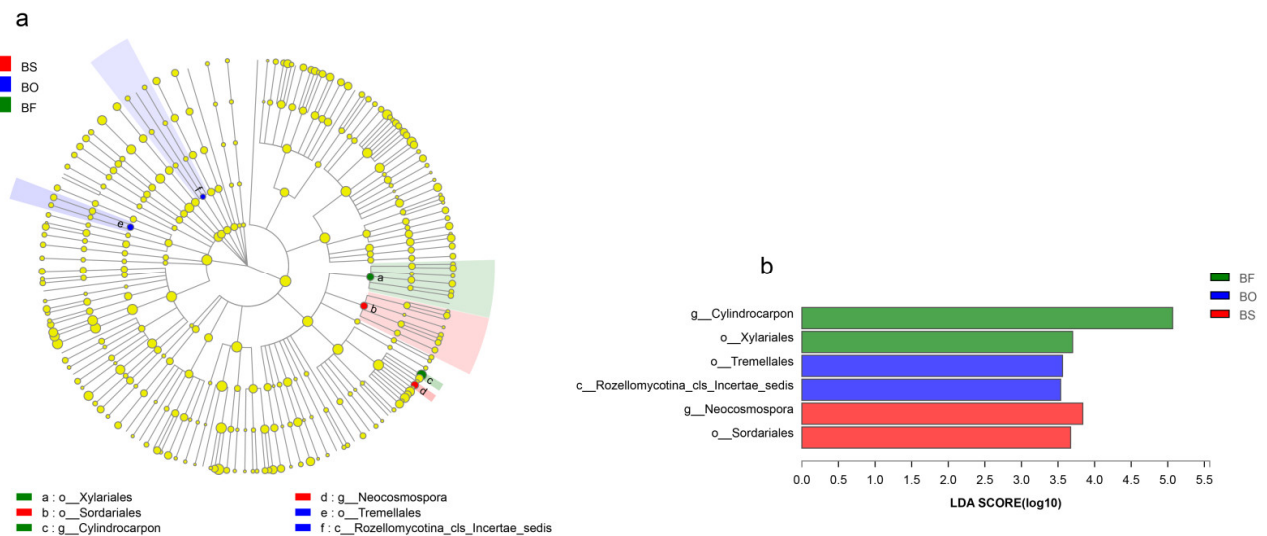 a
BS
BO
BF
f
e
a
b
c
d
a : o__Xylariales
b : o__Sordariales
c : g__Cylindrocarpon
d : g__Neocosmospora
e : o__Tremellales
f : c__Rozellomycotina_cls_Incertae_sedis
b
BF
BO
BS
g__Cylindrocarpon
o__Xylariales
o__Tremellales
c__Rozellomycotina_cls_Incertae_sedis
g__Neocosmospora
o__Sordariales
0.0 0.5 1.0 1.5 2.0 2.5 3.0 3.5 4.0 4.5 5.0 5.5
LDA SCORE(log10)